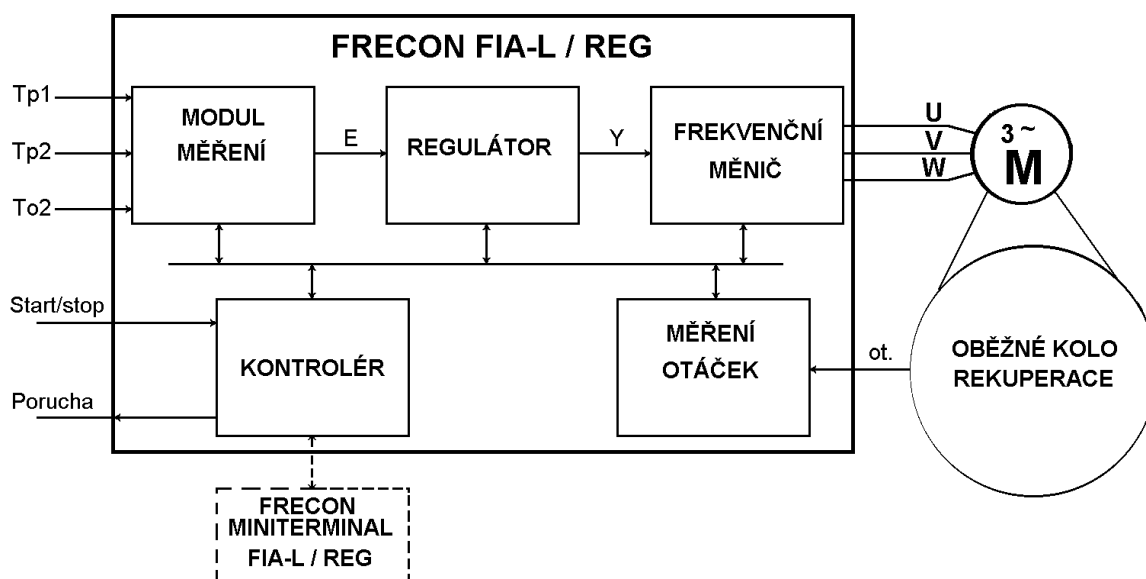 FRECON FIA-L / REG
Tp1
Tp2
To2
MODUL
MĚŘENÍ
E
REGULÁTOR
Y
FREKVENČNÍ
MĚNIČ
U
V
W
3 ~
M
Start/stop
Porucha
KONTROLÉR
MĚŘENÍ
OTÁČEK
ot.
OBĚŽNÉ KOLO
REKUPERACE
FRECON
MINITERMINAL
FIA-L / REG